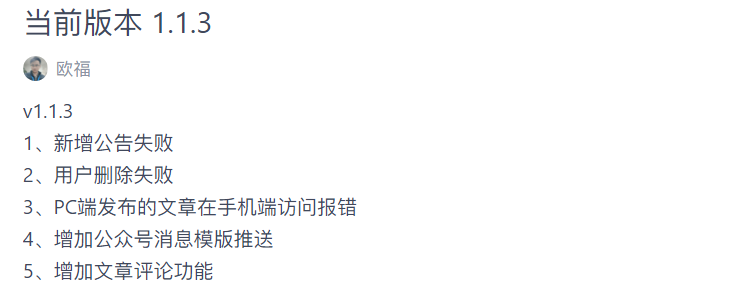 当前版本 1.1.3
欧福
v1.1.3
1、新增公告失败
2、用户删除失败
3、PC端发布的文章在手机端访问报错
4、增加公众号消息模版推送
5、增加文章评论功能